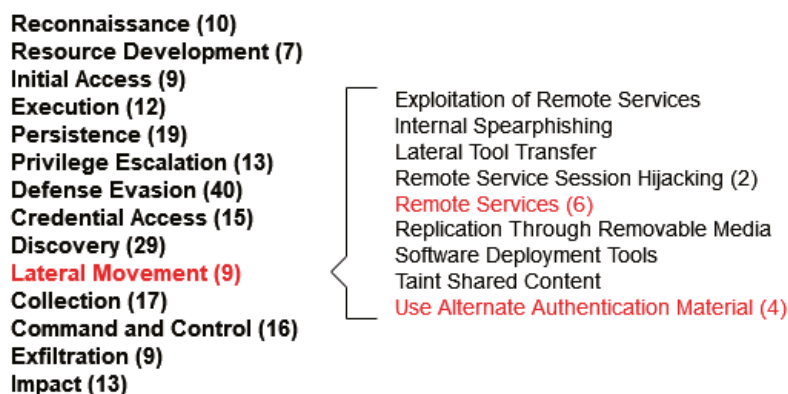 Reconnaissance (10)
Resource Development (7)
Initial Access (9)
Execution (12)
Persistence (19)
Privilege Escalation (13)
Defense Evasion (40)
Credential Access (15)
Discovery (29)
Lateral Movement (9)
Collection (17)
Command and Control (16)
Exfiltration (9)
Impact (13)
Exploitation of Remote Services
Internal Spearphishing
Lateral Tool Transfer
Remote Service Session Hijacking (2)
Remote Services (6)
Replication Through Removable Media
Software Deployment Tools
Taint Shared Content
Use Alternate Authentication Material (4)